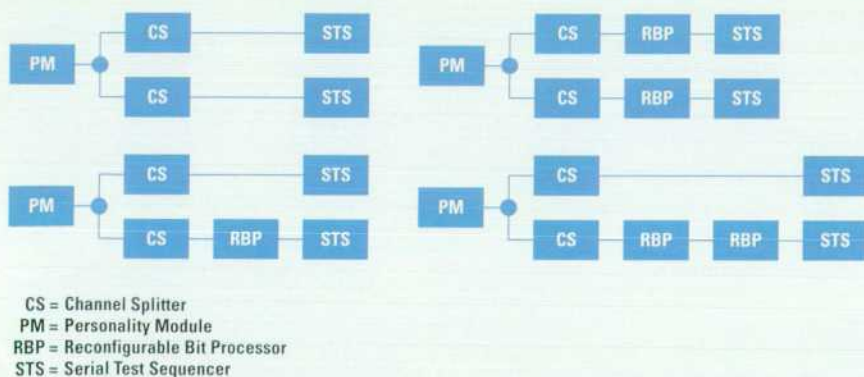 CS STS
PM
CS STS
CS RBP STS
PM
CS RBP STS
CS STS
PM
CS RBP STS
CS STS
PM
CS RBP RBP STS
CS = Channel Splitter
PM = Personality Module
RBP = Reconfigurable Bit Processor
STS = Serial Test Sequencer